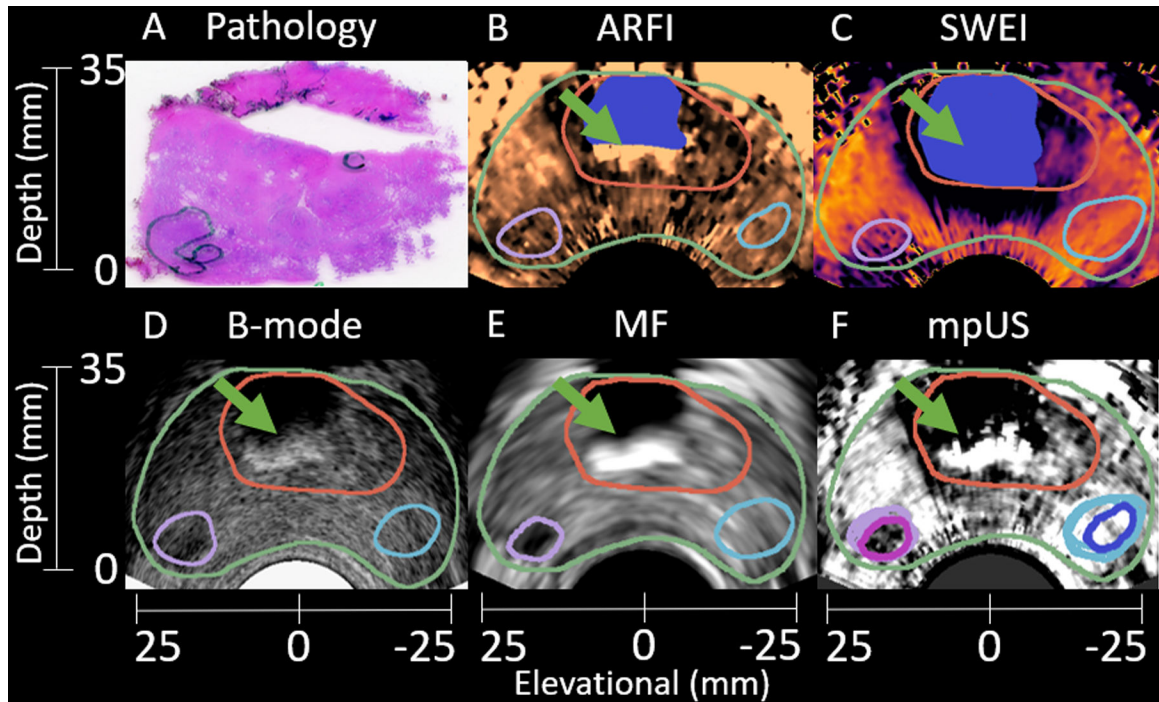 A Pathology
B ARFI
C SWEI
35
Depth (mm)
0
D B-mode
E MF
F mpUS
35
Depth (mm)
0
25 0 -25
25 0 -25
25 0 -25
Elevational (mm)